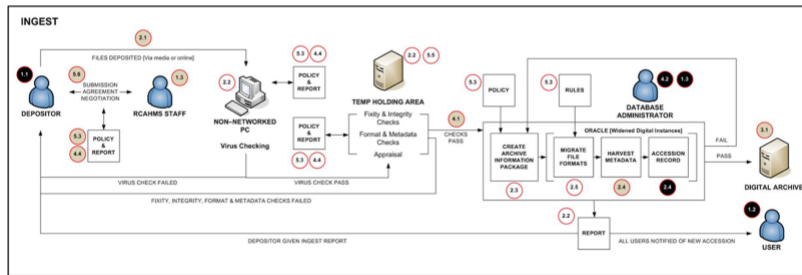 INGEST
2.1
FILES DEPOSITED [Via media or online]
1.1
DEPOSITOR
5.6
SUBMISSION
AGREEMENT
NEGOTIATION
1.3
RCAHMS STAFF
5.3
4.4
POLICY
&
REPORT
2.2
NON-NETWORKED
PC
Virus Checking
5.3
4.4
POLICY
&
REPORT
POLICY
&
REPORT
5.3
4.4
2.2
5.5
TEMP HOLDING AREA
Fixity & Integrity
Checks
Format & Metadata
Checks
Appraisal
4.1
CHECKS
PASS
5.3
POLICY
5.3
RULES
4.2
1.3
DATABASE
ADMINISTRATOR
ORACLE [Widened Digital Instances]
CREATE
ARCHIVE
INFORMATION
PACKAGE
2.3
MIGRATE
FILE
FORMATS
2.5
HARVEST
METADATA
2.4
ACCESSION
RECORD
2.4
FAIL
PASS
3.1
DIGITAL ARCHIVE
VIRUS CHECK FAILED
VIRUS CHECK PASS
FIXITY, INTEGRITY, FORMAT & METADATA CHECKS FAILED
2.2
REPORT
DEPOSITOR GIVEN INGEST REPORT
ALL USERS NOTIFIED OF NEW ACCESSION
1.2
USER